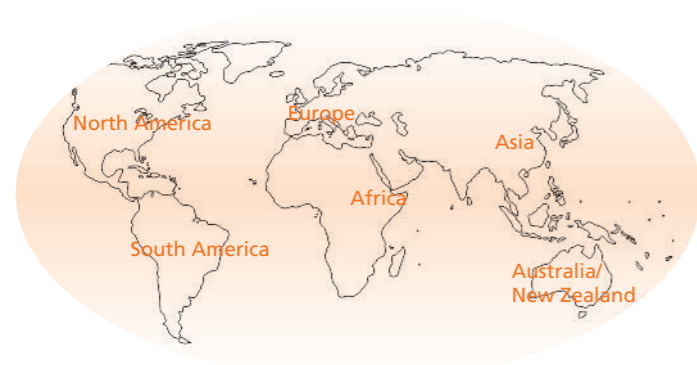 North America
Europe
Asia
Africa
South America
Australia/
New Zealand